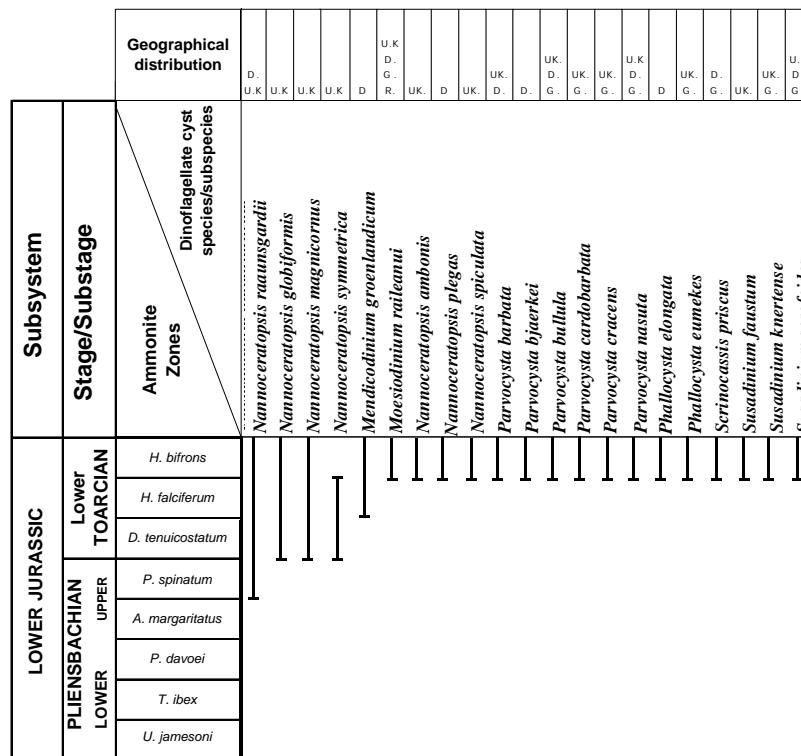 Geographical
distribution
D.
U.K
U.K
U.K
U.K
D
U.K
D.
G.
R.
UK.
D
UK.
UK.
D.
D.
UK.
D.
G.
UK.
G.
UK.
G.
U.K
D.G.
G.
D
UK.
G.
D.
G.
UK.
UK.
G.
Subsystem
Stage/Substage
Ammonite
Zones
Dinoflagellate cyst
species/subspecies
Nannoceratopsis raaunsgardii
Nannoceratopsis globiformis
Nannoceratopsis magnicornus
Nannoceratopsis symmetrica
Mendicodinium groenlandicum
Moesiodinium raileanui
Nannoceratopsis ambonis
Nannoceratopsis plegas
Nannoceratopsis spiculata
Parvocysta barbata
Parvocysta bjaerkei
Parvocysta bullula
Parvocysta cardobarbata
Parvocysta cracens
Parvocysta nasuta
Phallocysta elongata
Phallocysta eumekes
Scrinocassis priscus
Susadinium faustum
Susadinium knertense
LOWER JURASSIC
Lower
TOARCIAN
PLIENSBACHIAN
UPPER
LOWER
H. bifrons
H. falciferum
D. tenuicostatum
P. spinatum
A. margaritatus
P. davoei
T. ibex
U. jamesoni